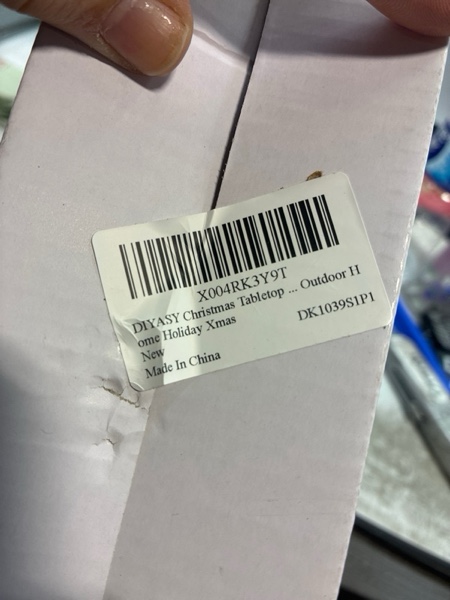 X004RK3Y9T
DIYASY Christmas Tabletop ... Outdoor H
ome Holiday Xmas
DK1039S1P1
New
Made In China